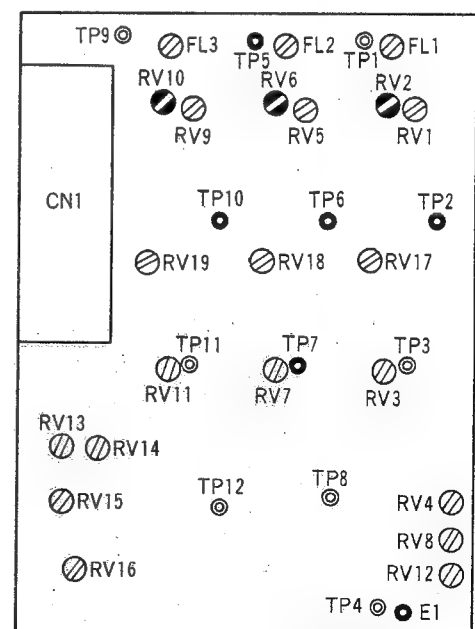 TP9 FL3 TP5 FL2 TP1 FL1
RV10 RV6 RV2
RV9 RV5 RV1
CN1 TP10 TP6 TP2
RV19 RV18 RV17
TP11 TP7 TP3
RV11 RV7 RV3
RV13
RV14
RV15 TP12 TP8 RV4
RV8
RV16 RV12
TP4 E1